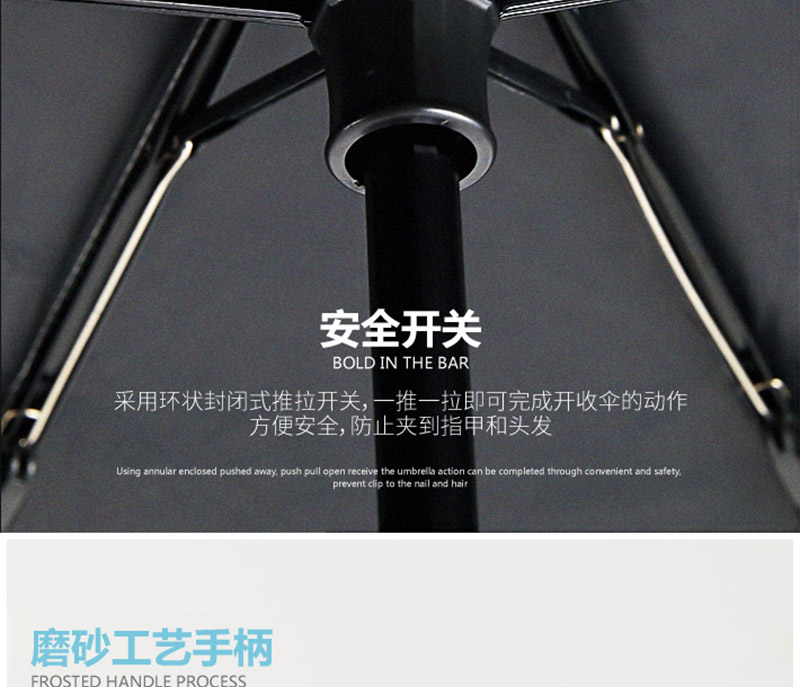 安全开关
BOLD IN THE BAR
采用环状封闭式推拉开关,一推一拉即可完成开收伞的动作
方便安全,防止夹到指甲和头发
Using annular enclosed pushed away, push pull open receive the umbrella action can be completed through convenient and safety,
prevent clip to the nail and hair
磨砂工艺手柄
FROSTED HANDLE PROCESS